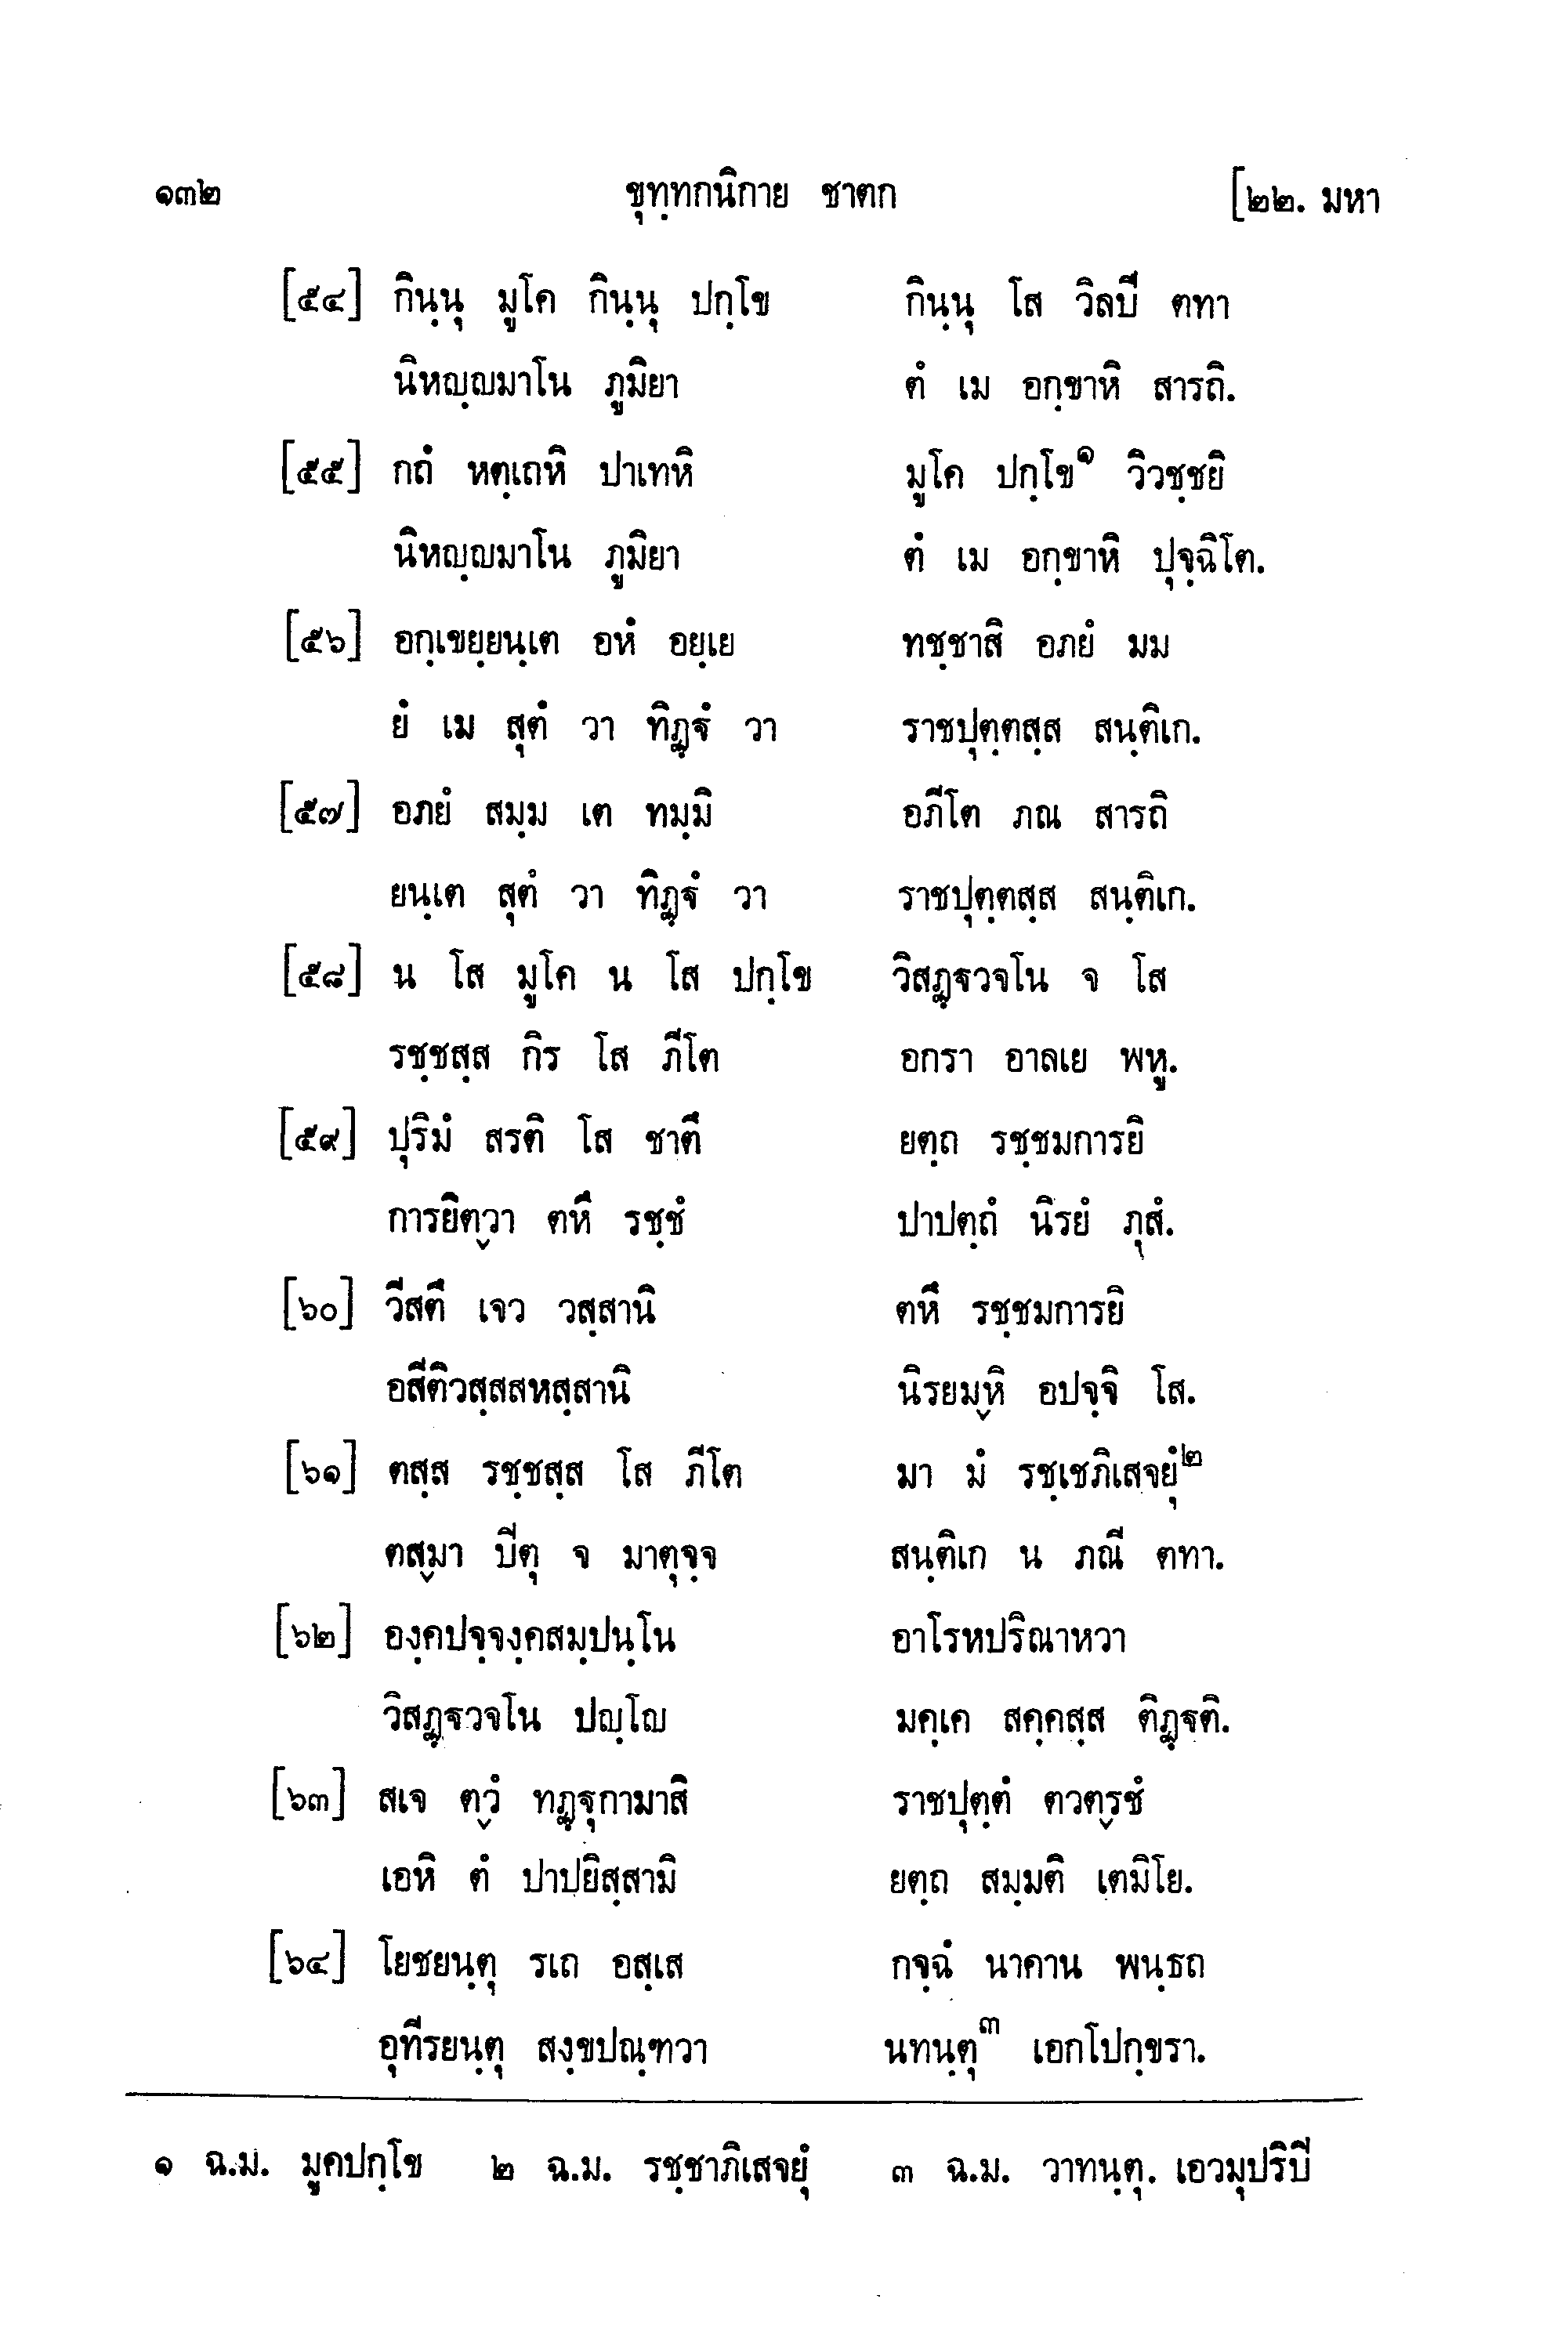 ๑๓๒ ขุทฺทกนิกาย ชาตก [๒๒. มหา
[๕๔] กินฺนุ มูโค กินฺนุ ปกฺโข กินฺนุ โส วิลปี ตทา
นิหญฺญมาโน ภูมิยา ตํ เม อกฺขาหิ สารถิ.
[๕๕] กถํ หตฺเถหิ ปาเทหิ มูโค ปกฺโข๑ วิวชฺชยิ
นิหญฺญมาโน ภูมิยา ตํ เม อกฺขาหิ ปุจฺฉิโต.
[๕๖] อกฺเขยฺยนฺเต อหํ อยฺเย ทชฺชาสิ อภยํ มม
ยํ เม สุตํ วา ทิฏฺฐํ วา ราชปุตฺตสฺส สนฺติเก.
[๕๗] อภยํ สมฺม เต ทมฺมิ อภีโต ภณ สารถิ
ยนฺเต สุตํ วา ทิฏฺฐํ วา ราชปุตฺตสฺส สนฺติเก.
[๕๘] น โส มูโค น โส ปกฺโข วิสฏฺฐวจโน จ โส
รชฺชสฺส กิร โส ภีโต อกรา อาลเย พหู.
[๕๙] ปุริมํ สรติ โส ชาตึ ยตฺถ รชฺชมการยิ
การยิตฺวา ตหึ รชฺชํ ปาปตฺถํ นิรยํ ภุสํ.
[๖๐] วีสตึ เจว วสฺสานิ ตหึ รชฺชมการยิ
อสีติวสฺสสหสฺสานิ นิรยมฺหิ อปจฺจิ โส.
[๖๑] ตสฺส รชฺชสฺส โส ภีโต มา มํ รชฺเชภิเสจยุํ๒
ตสฺมา ปีตุ จ มาตุจฺจ สนฺติเก น ภณี ตทา.
[๖๒] องฺคปจฺจงฺคสมฺปนฺโน อาโรหปริณาหวา
วิสฏฺฐวจโน ปญฺโญ มคฺเค สคฺคสฺส ติฏฺฐติ.
[๖๓] สเจ ตฺวํ ทฏฺฐุกามาสิ ราชปุตฺตํ ตวตฺรชํ
เอหิ ตํ ปาปยิสฺสามิ ยตฺถ สมฺมติ เตมิโย.
[๖๔] โยชยนฺตุ รเถ อสฺเส กจฺฉํ นาคาน พนฺธถ
อุทีรยนฺตุ สงฺขปณฺฑวา นทนฺตุ๓ เอกโปกฺขรา.
๑ ฉ.ม. มูคปกฺโข ๒ ฉ.ม. รชฺชาภิเสจยุํ ๓ ฉ.ม. วาทนฺตุ. เอวมุปริปี